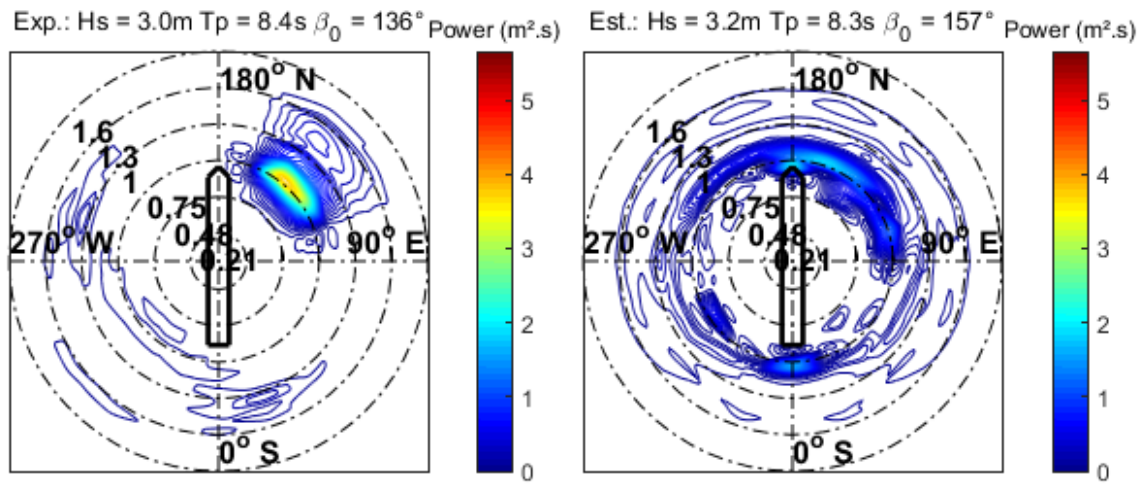 Exp.: Hs = 3.0m Tp = 8.4s β₀ = 136° Power (m².s)
180° N
1.6
1.3
1
0.75
0.48
0.21
270° W
90° E
0° S
5
4
3
2
1
0
Est.: Hs = 3.2m Tp = 8.3s β₀ = 157° Power (m².s)
180° N
1.6
1.3
1
0.75
0.48
0.21
270° W
90° E
0° S
5
4
3
2
1
0